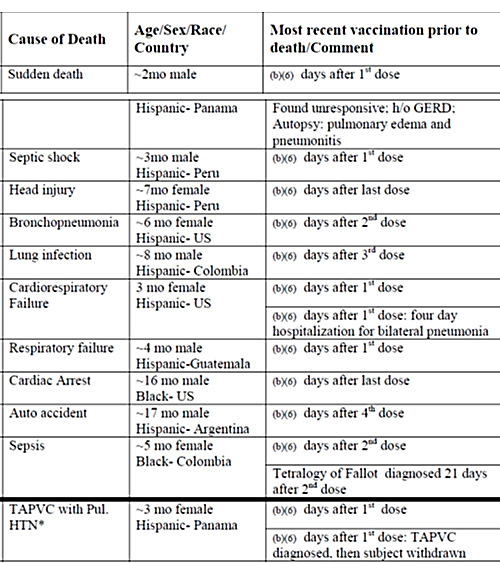 Cause of Death
Age/Sex/Race/
Country
Most recent vaccination prior to
death/Comment
Sudden death
~2mo male
(b)(6) days after 1st dose
Hispanic- Panama
Found unresponsive; h/o GERD;
Autopsy: pulmonary edema and
pneumonitis
Septic shock
~3mo male
Hispanic- Peru
(b)(6) days after 1st dose
Head injury
~7mo female
Hispanic- Peru
(b)(6) days after last dose
Bronchopneumonia
~6 mo female
Hispanic- US
(b)(6) days after 2nd dose
Lung infection
~8 mo male
Hispanic- Colombia
(b)(6) days after 3rd dose
Cardiorespiratory
Failure
3 mo female
Hispanic- US
(b)(6) days after 1st dose
(b)(6) days after 1st dose: four day
hospitalization for bilateral pneumonia
Respiratory failure
~4 mo male
Hispanic-Guatemala
(b)(6) days after 1st dose
Cardiac Arrest
~16 mo male
Black- US
(b)(6) days after last dose
Auto accident
~17 mo male
Hispanic- Argentina
(b)(6) days after 4th dose
Sepsis
~5 mo female
Black- Colombia
(b)(6) days after 2nd dose
Tetralogy of Fallot diagnosed 21 days
after 2nd dose
TAPVC with Pul.
HTN*
~3 mo female
Hispanic- Panama
(b)(6) days after 1st dose
(b)(6) days after 1st dose: TAPVC
diagnosed, then subject withdrawn